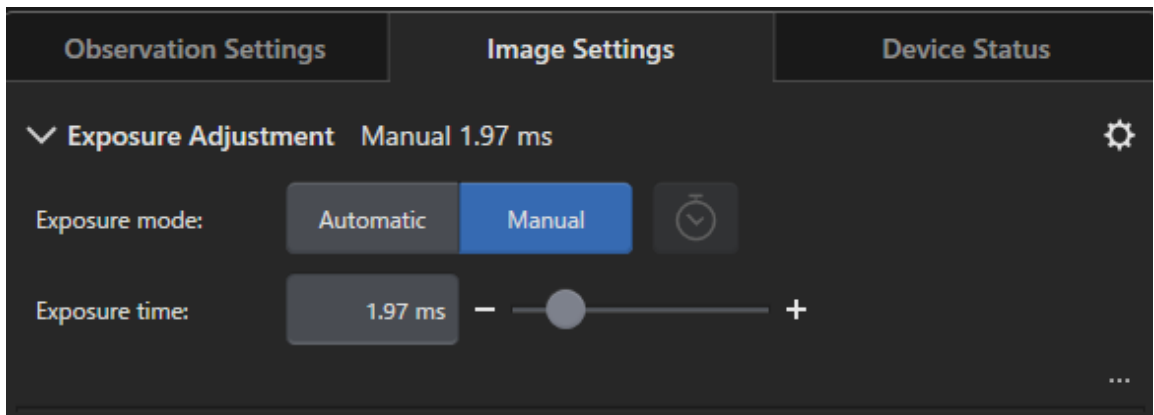 Observation Settings Image Settings Device Status
Exposure Adjustment Manual 1.97 ms
Exposure mode: Automatic Manual
Exposure time: 1.97 ms − +
...